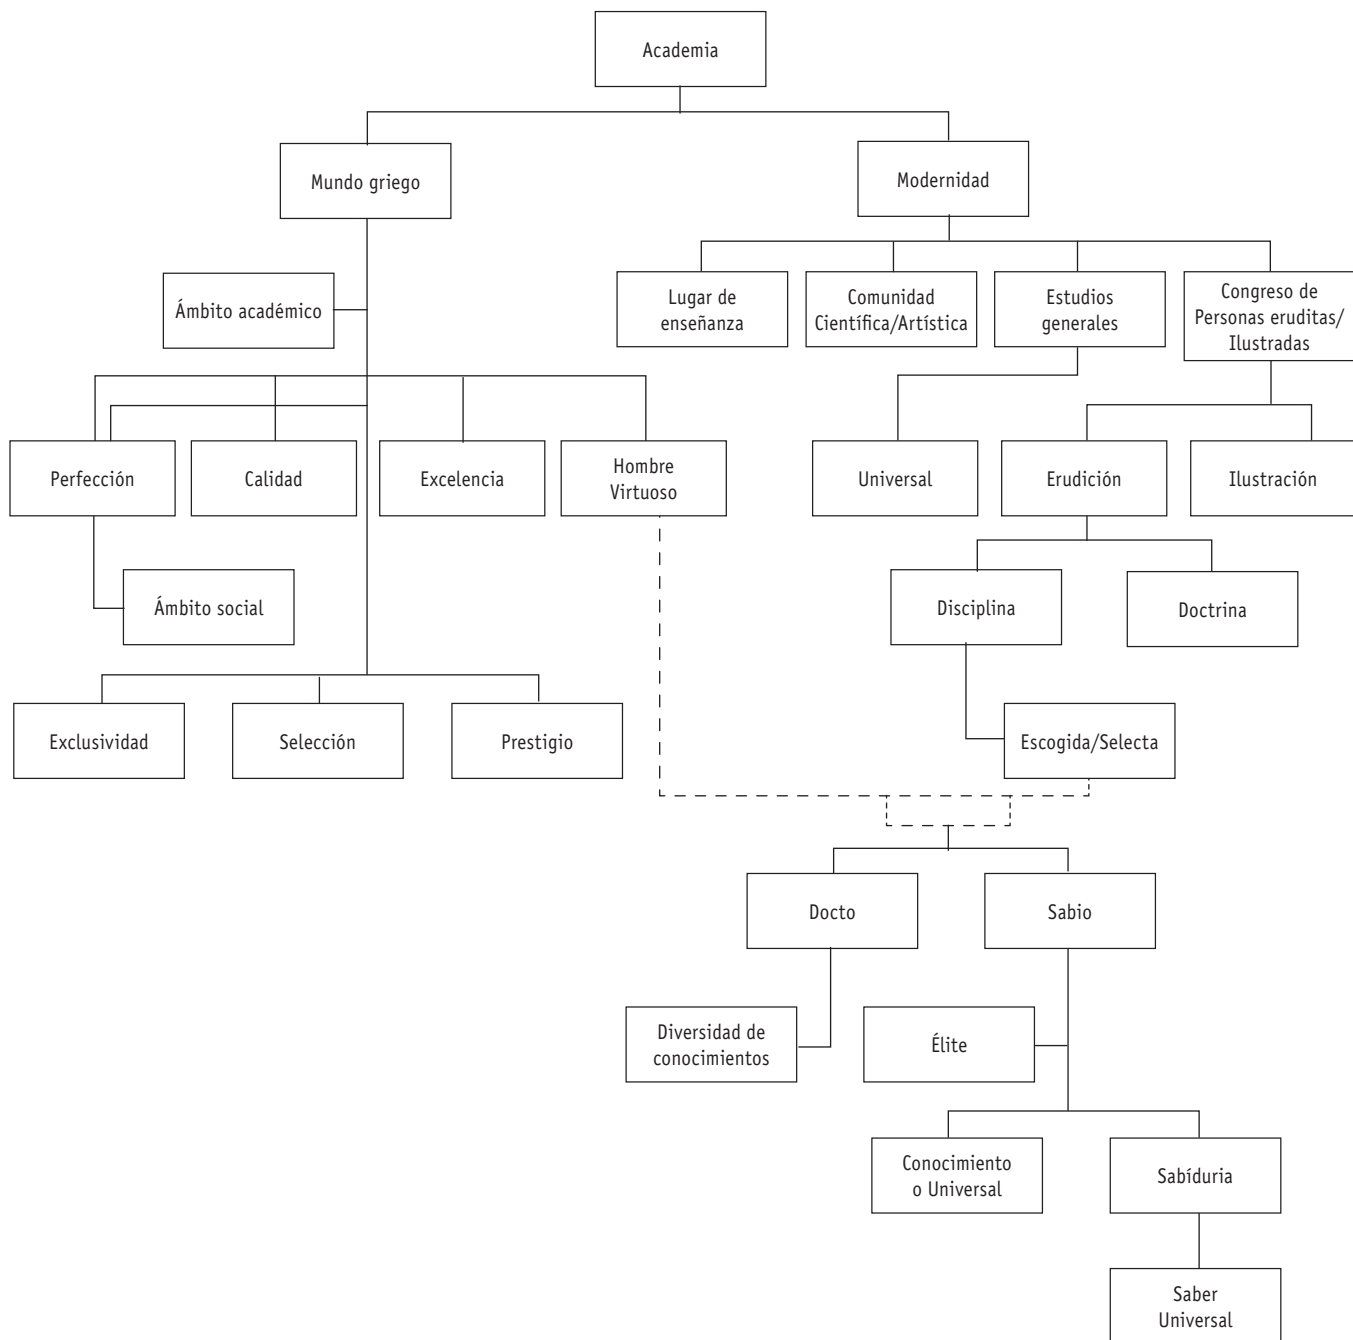 Academia
Mundo griego
Modernidad
Ámbito académico
Lugar de
enseñanza
Comunidad
Científica/Artística
Estudios
generales
Congreso de
Personas eruditas/
Ilustradas
Perfección
Calidad
Excelencia
Hombre
Virtuoso
Universal
Erudición
Ilustración
Ámbito social
Disciplina
Doctrina
Exclusividad
Selección
Prestigio
Escogida/Selecta
Docto
Sabio
Diversidad de
conocimientos
Élite
Conocimiento
o Universal
Sabíduria
Saber
Universal